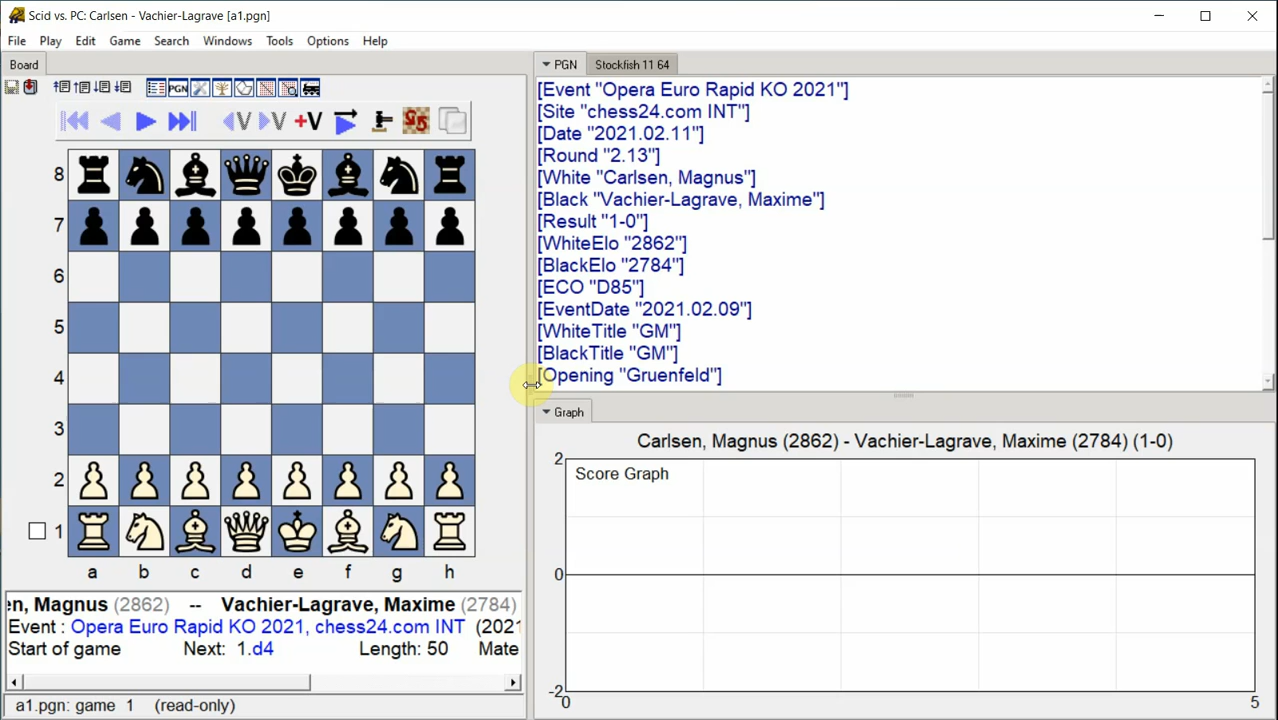 Scid vs. PC: Carlsen - Vachier-Lagrave [a1.pgn]
File Play Edit Game Search Windows Tools Options Help
Board
PGN
V V +V
8
7
6
5
4
3
2
1
a b c d e f g h
en, Magnus (2862) -- Vachier-Lagrave, Maxime (2784)
Event : Opera Euro Rapid KO 2021, chess24.com INT (2021
Start of game Next: 1.d4 Length: 50 Mate
a1.pgn: game 1 (read-only)
PGN Stockfish 11 64
[Event "Opera Euro Rapid KO 2021"]
[Site "chess24.com INT"]
[Date "2021.02.11"]
[Round "2.13"]
[White "Carlsen, Magnus"]
[Black "Vachier-Lagrave, Maxime"]
[Result "1-0"]
[WhiteElo "2862"]
[BlackElo "2784"]
[ECO "D85"]
[EventDate "2021.02.09"]
[WhiteTitle "GM"]
[BlackTitle "GM"]
[Opening "Gruenfeld"]
Graph
Carlsen, Magnus (2862) - Vachier-Lagrave, Maxime (2784) (1-0)
2
Score Graph
0
-2
0 5